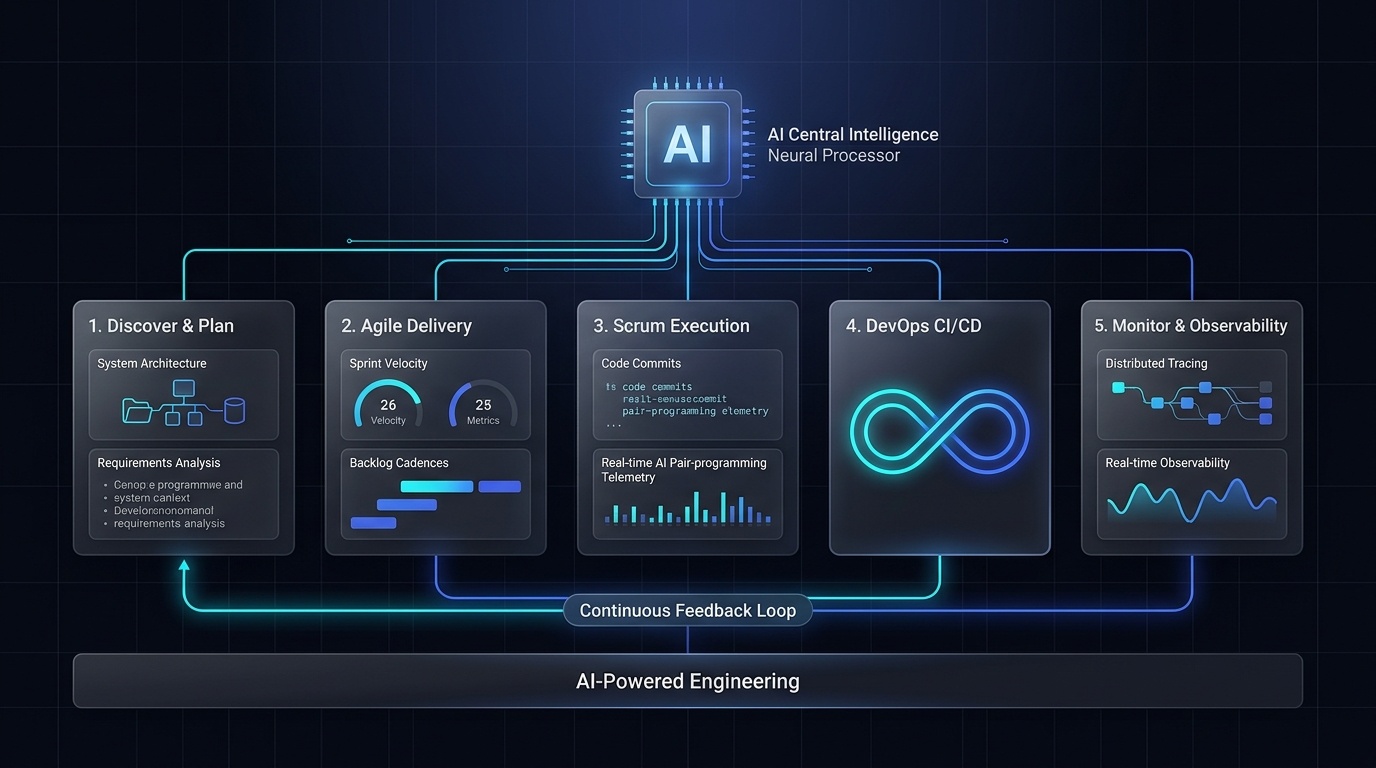 AI
AI Central Intelligence
Neural Processor
1. Discover & Plan
System Architecture
Requirements Analysis
• programmwe and
• system canlext
•
• requirements analysis
2. Agile Delivery
Sprint Velocity
26
Velocity
25
Metrics
Backlog Cadences
3. Scrum Execution
Code Commits
code commits
pair-programming elemetry
...
Real-time AI Pair-programming
Telemetry
4. DevOps CI/CD
5. Monitor & Observability
Distributed Tracing
Real-time Observability
Continuous Feedback Loop
AI-Powered Engineering